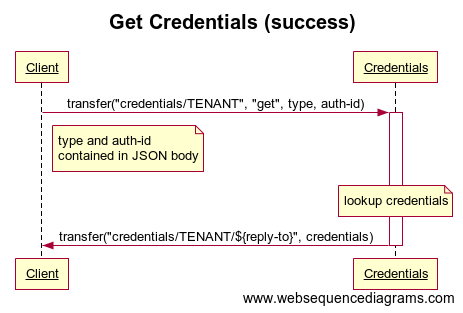 Get Credentials (success)
Client
Credentials
transfer("credentials/TENANT", "get", type, auth-id)
type and auth-id
contained in JSON body
lookup credentials
transfer("credentials/TENANT/${reply-to}", credentials)
Client
Credentials
www.websequencediagrams.com